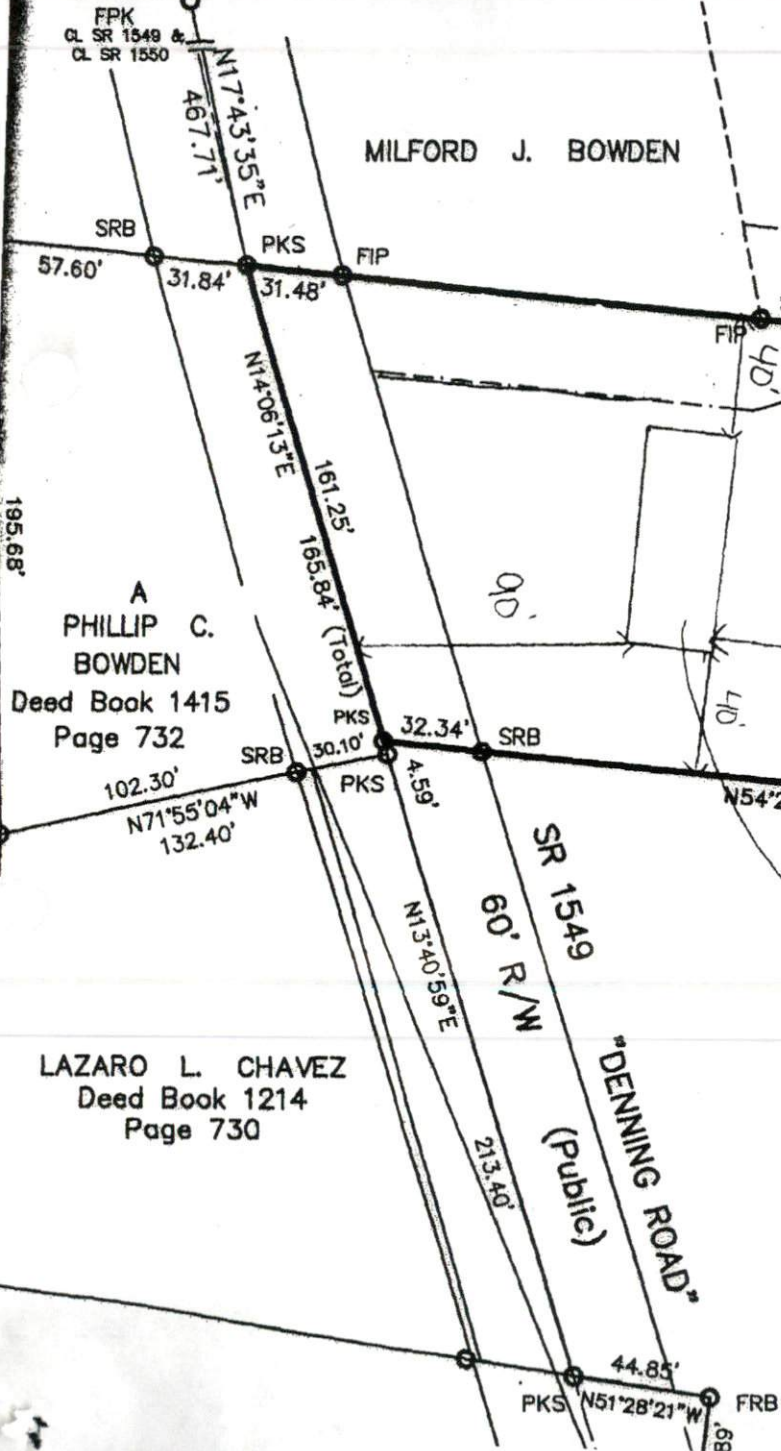 FPK
CL SR 1549 &
CL SR 1550
N17°43'35"E
467.71'
MILFORD J. BOWDEN
SRB
PKS
FIP
57.60'
31.84'
31.48'
FIP
40'
N14°06'13"E
161.25'
165.84' (Total)
195.68'
90'
A
PHILLIP C.
BOWDEN
Deed Book 1415
Page 732
40'
PKS
32.34'
SRB
SRB
30.10'
PKS
4.59'
102.30'
N71°55'04"W
132.40'
N54°2
SR 1549
60' R/W
N13°40'59"E
"DENNING ROAD"
(Public)
LAZARO L. CHAVEZ
Deed Book 1214
Page 730
213.40'
44.85'
PKS
N51°28'21"W
FRB